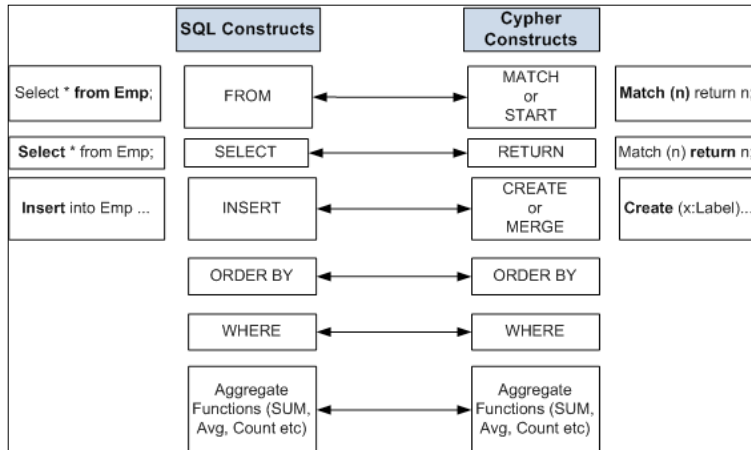 SQL Constructs
Cypher
Constructs
Select * from Emp;
FROM
MATCH
or
START
Match (n) return n;
Select * from Emp;
SELECT
RETURN
Match (n) return n;
Insert into Emp ...
INSERT
CREATE
or
MERGE
Create (x:Label)...
ORDER BY
ORDER BY
WHERE
WHERE
Aggregate
Functions (SUM,
Avg, Count etc)
Aggregate
Functions (SUM,
Avg, Count etc)